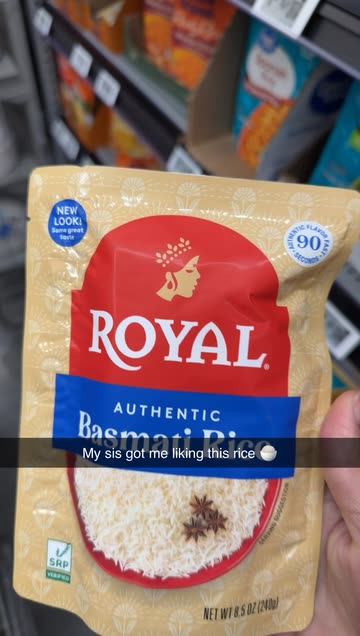 NEW
LOOK!
Same great
taste
AUTHENTIC FLAVOR FAST
90
SECONDS
ROYAL®
AUTHENTIC
Basmati Rice
My sis got me liking this rice 🍚
SERVING SUGGESTION
SRP
VERIFIED
NET WT 8.5 OZ (240g)